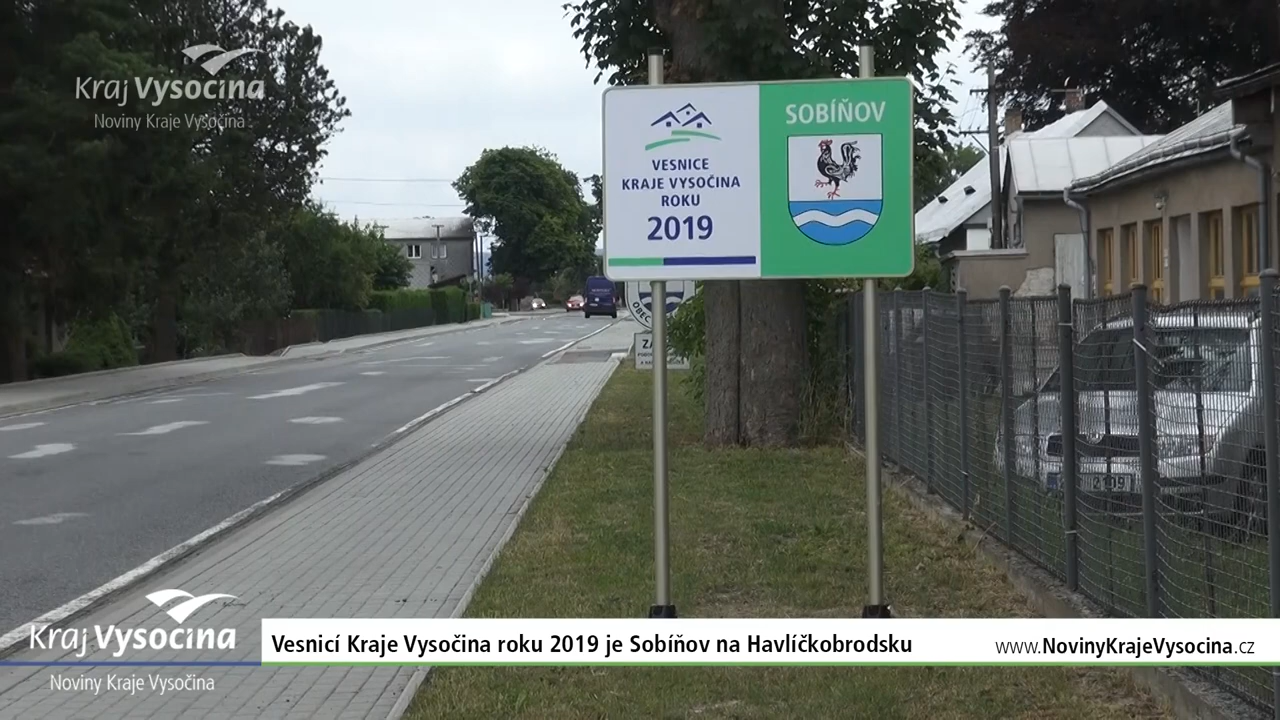 Kraj Vysočina
Noviny Kraje Vysočina
VESNICE
KRAJE VYSOČINA
ROKU
2019
SOBÍŇOV
OBEC
Kraj Vysočina
Noviny Kraje Vysočina
Vesnicí Kraje Vysočina roku 2019 je Sobíňov na Havlíčkobrodsku
www.NovinyKrajeVysocina.cz